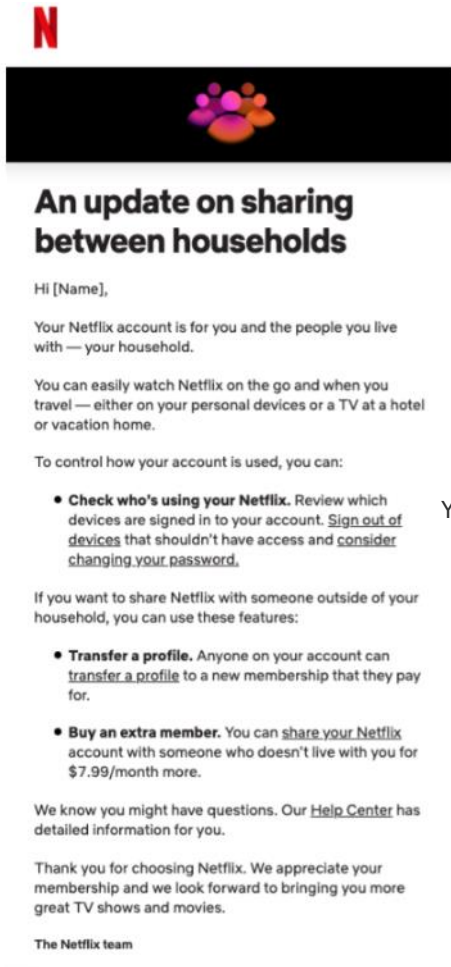 N
An update on sharing
between households
Hi [Name],
Your Netflix account is for you and the people you live
with — your household.
You can easily watch Netflix on the go and when you
travel — either on your personal devices or a TV at a hotel
or vacation home.
To control how your account is used, you can:
• Check who's using your Netflix. Review which
devices are signed in to your account. Sign out of
devices that shouldn't have access and consider
changing your password.
Y
If you want to share Netflix with someone outside of your
household, you can use these features:
• Transfer a profile. Anyone on your account can
transfer a profile to a new membership that they pay
for.
• Buy an extra member. You can share your Netflix
account with someone who doesn't live with you for
$7.99/month more.
We know you might have questions. Our Help Center has
detailed information for you.
Thank you for choosing Netflix. We appreciate your
membership and we look forward to bringing you more
great TV shows and movies.
The Netflix team